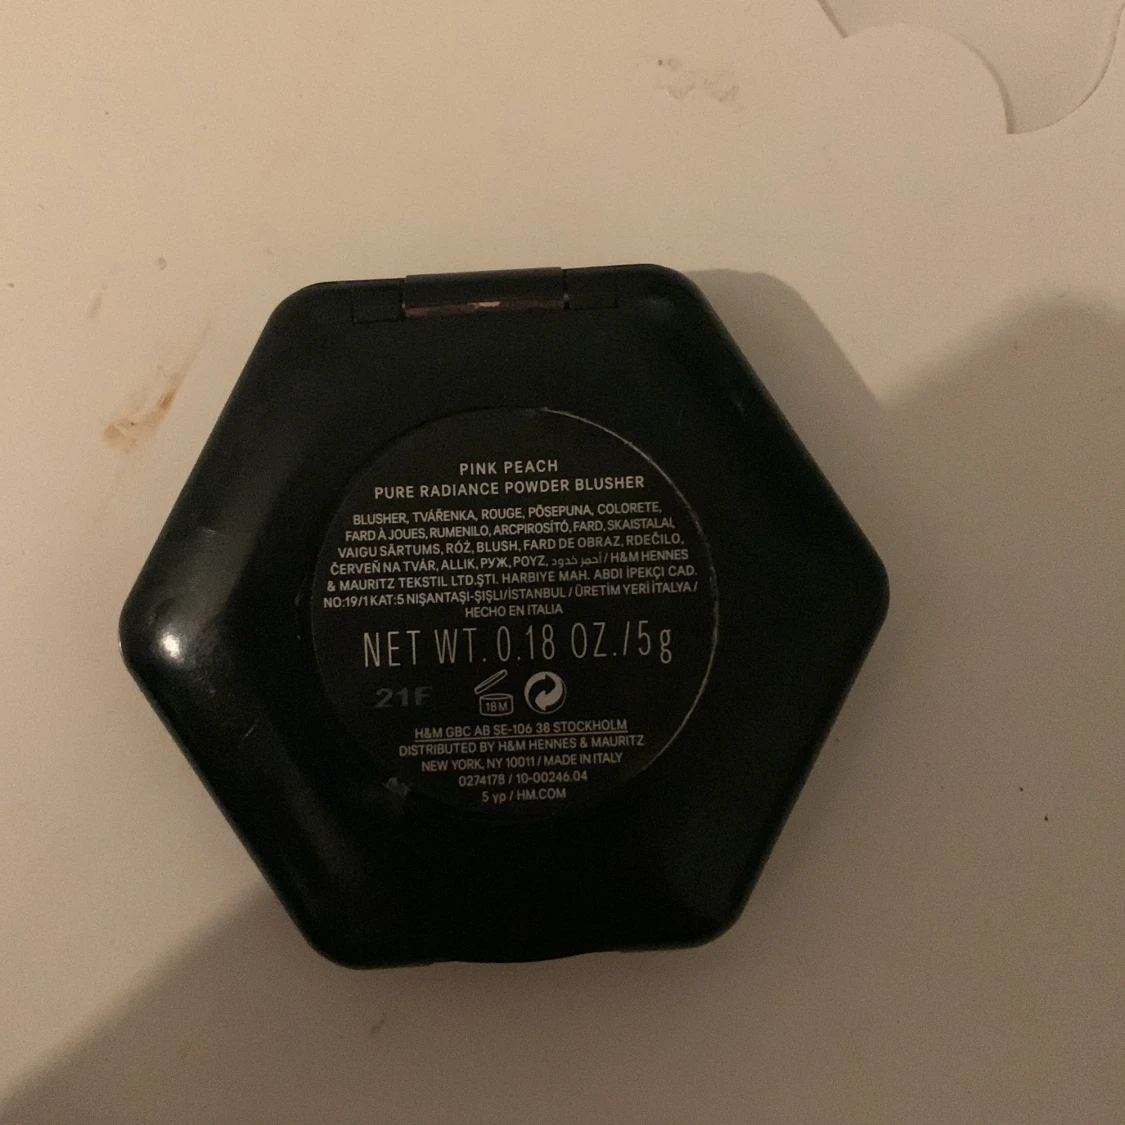 PINK PEACH
PURE RADIANCE POWDER BLUSHER
BLUSHER, TVÁŘENKA, ROUGE, PÕSEPUNA, COLORETE,
FARD À JOUES, RUMENILO, ARCPIROSÍTÓ, FARD, SKAISTALAI,
VAIGU SĀRTUMS, RÓŻ, BLUSH, FARD DE OBRAZ, RDEČILO,
ČERVEŇ NA TVÁR, ALLIK, РУЖ, ΡΟΥΖ, أحمر خدود / H&M HENNES
& MAURITZ TEKSTIL LTD.ŞTI. HARBIYE MAH. ABDI İPEKÇI CAD.
NO:19/1 KAT:5 NIŞANTAŞI-ŞIŞLI/İSTANBUL / ÜRETİM YERİ İTALYA /
HECHO EN ITALIA
NET WT. 0.18 OZ./5g
21F
18M
H&M GBC AB SE-106 38 STOCKHOLM
DISTRIBUTED BY H&M HENNES & MAURITZ
NEW YORK, NY 10011 / MADE IN ITALY
0274178 / 10-00246.04
5 γρ / HM.COM